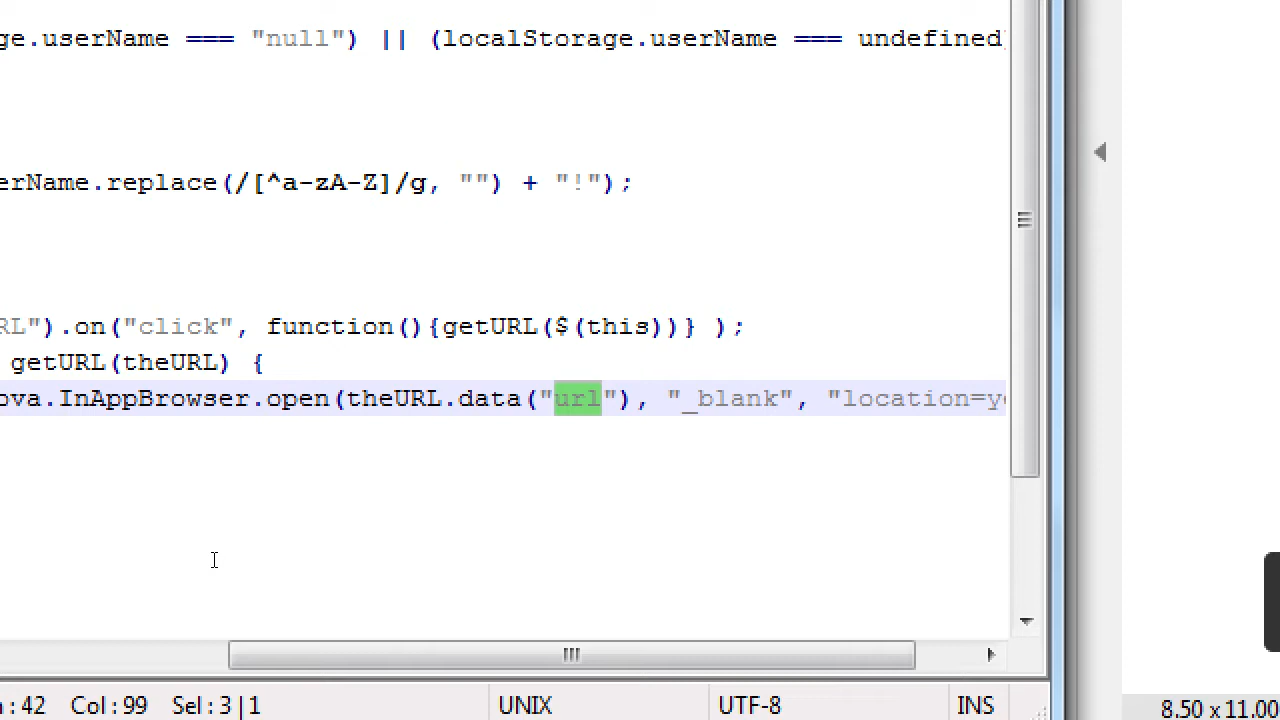 ge.userName === "null") || (localStorage.userName === undefined)
erName.replace(/[^a-zA-Z]/g, "") + "!");
RL").on("click", function(){getURL($(this))} );
getURL(theURL) {
ova.InAppBrowser.open(theURL.data("url"), "_blank", "location=ye
: 42 Col : 99 Sel : 3 | 1 UNIX UTF-8 INS
8.50 x 11.00